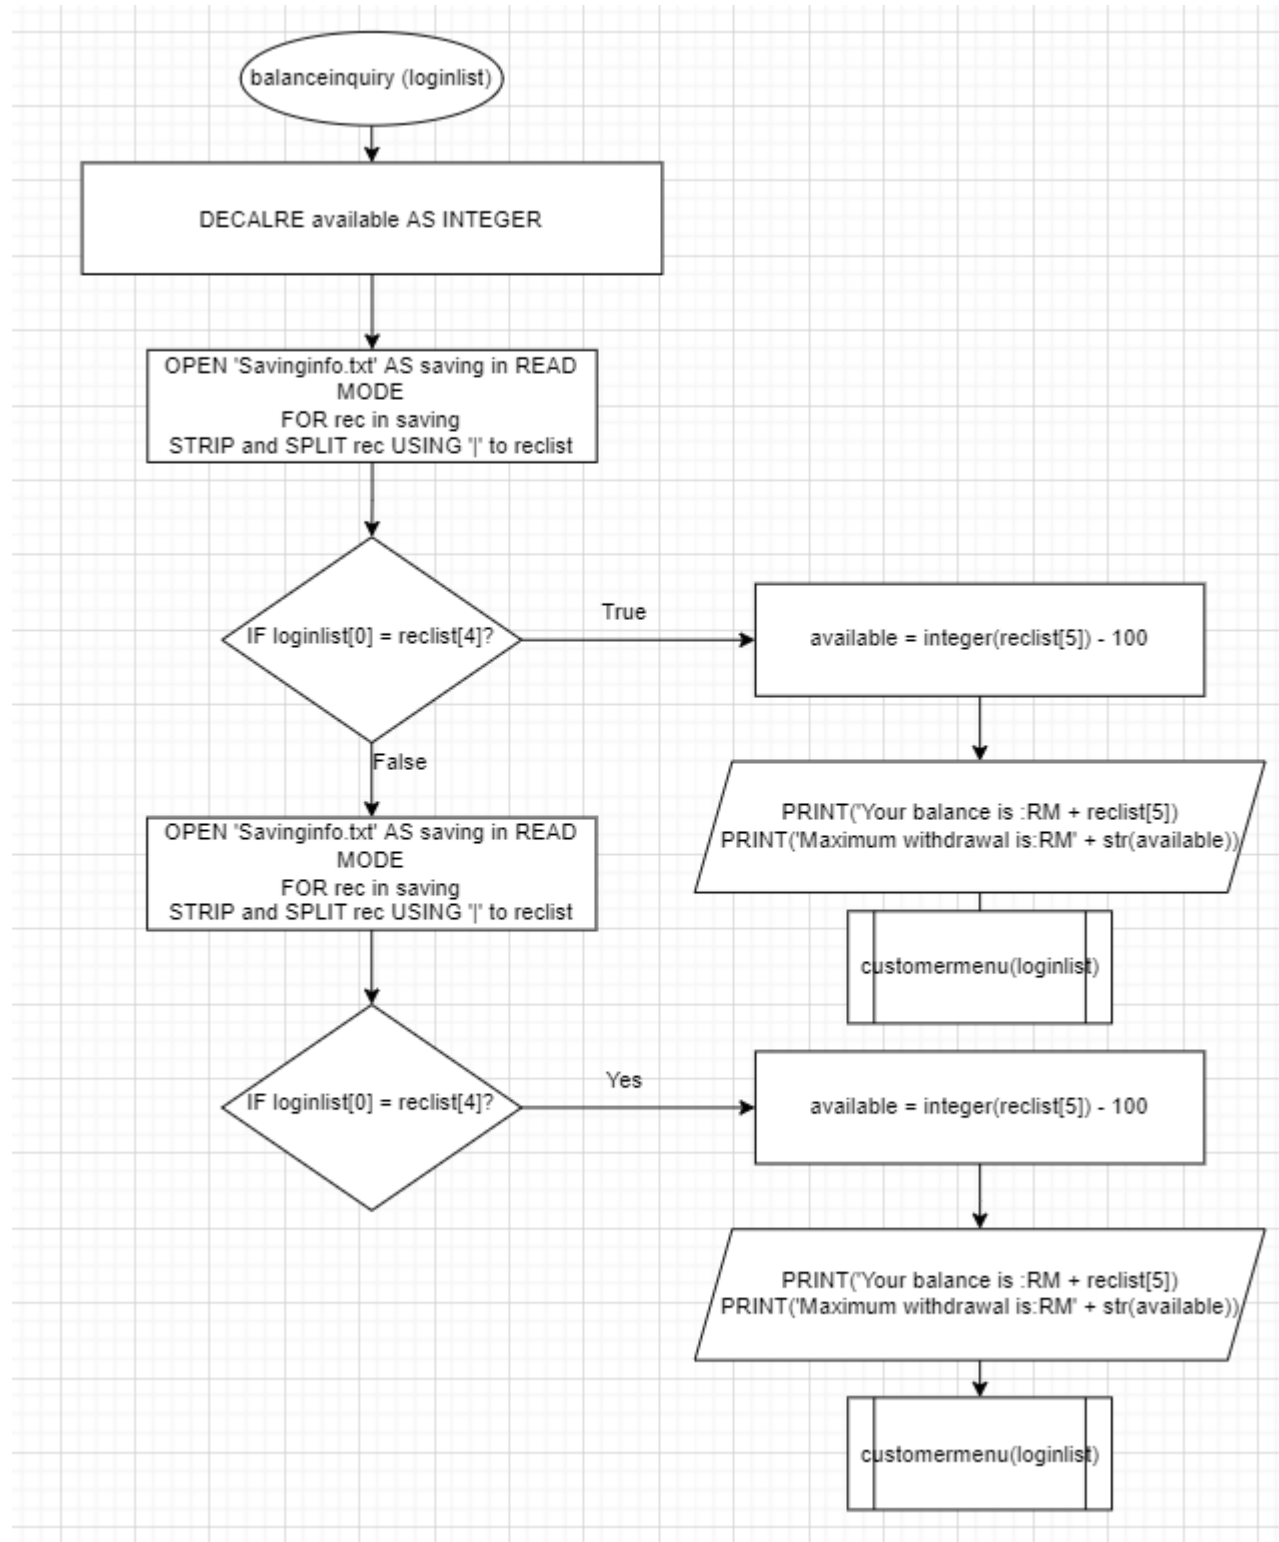 balanceinquiry (loginlist)
DECALRE available AS INTEGER
OPEN 'Savinginfo.txt' AS saving in READ
MODE
FOR rec in saving
STRIP and SPLIT rec USING '|' to reclist
IF loginlist[0] = reclist[4]?
True
available = integer(reclist[5]) - 100
PRINT('Your balance is :RM + reclist[5])
PRINT('Maximum withdrawal is:RM' + str(available))
customermenu(loginlist)
False
OPEN 'Savinginfo.txt' AS saving in READ
MODE
FOR rec in saving
STRIP and SPLIT rec USING '|' to reclist
IF loginlist[0] = reclist[4]?
Yes
available = integer(reclist[5]) - 100
PRINT('Your balance is :RM + reclist[5])
PRINT('Maximum withdrawal is:RM' + str(available))
customermenu(loginlist)